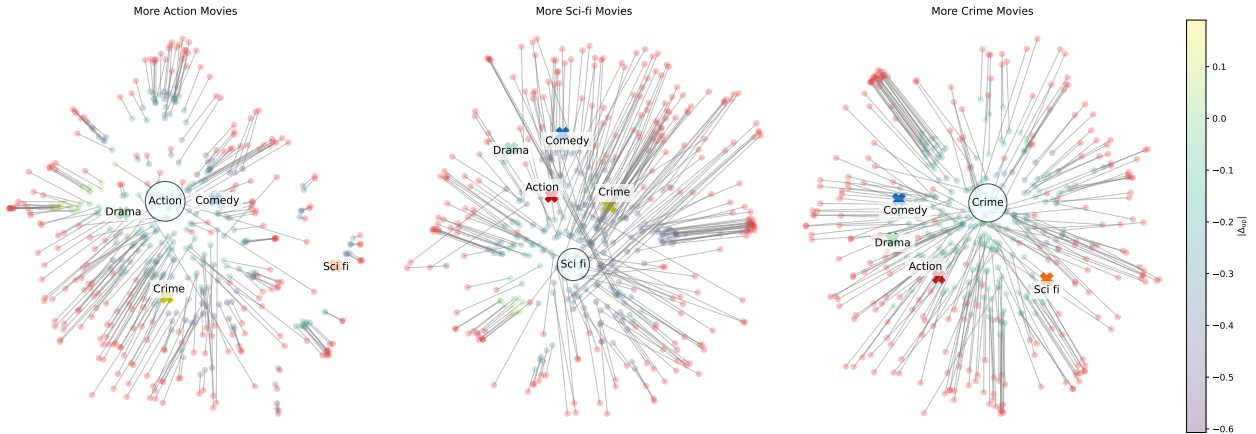 More Action Movies
More Sci-fi Movies
More Crime Movies
Action
Drama
Comedy
Sci fi
Crime
Comedy
Drama
Action
Crime
Sci fi
Crime
Comedy
Drama
Action
Sci fi
0.1
0.0
−0.1
−0.2
−0.3
−0.4
−0.5
−0.6